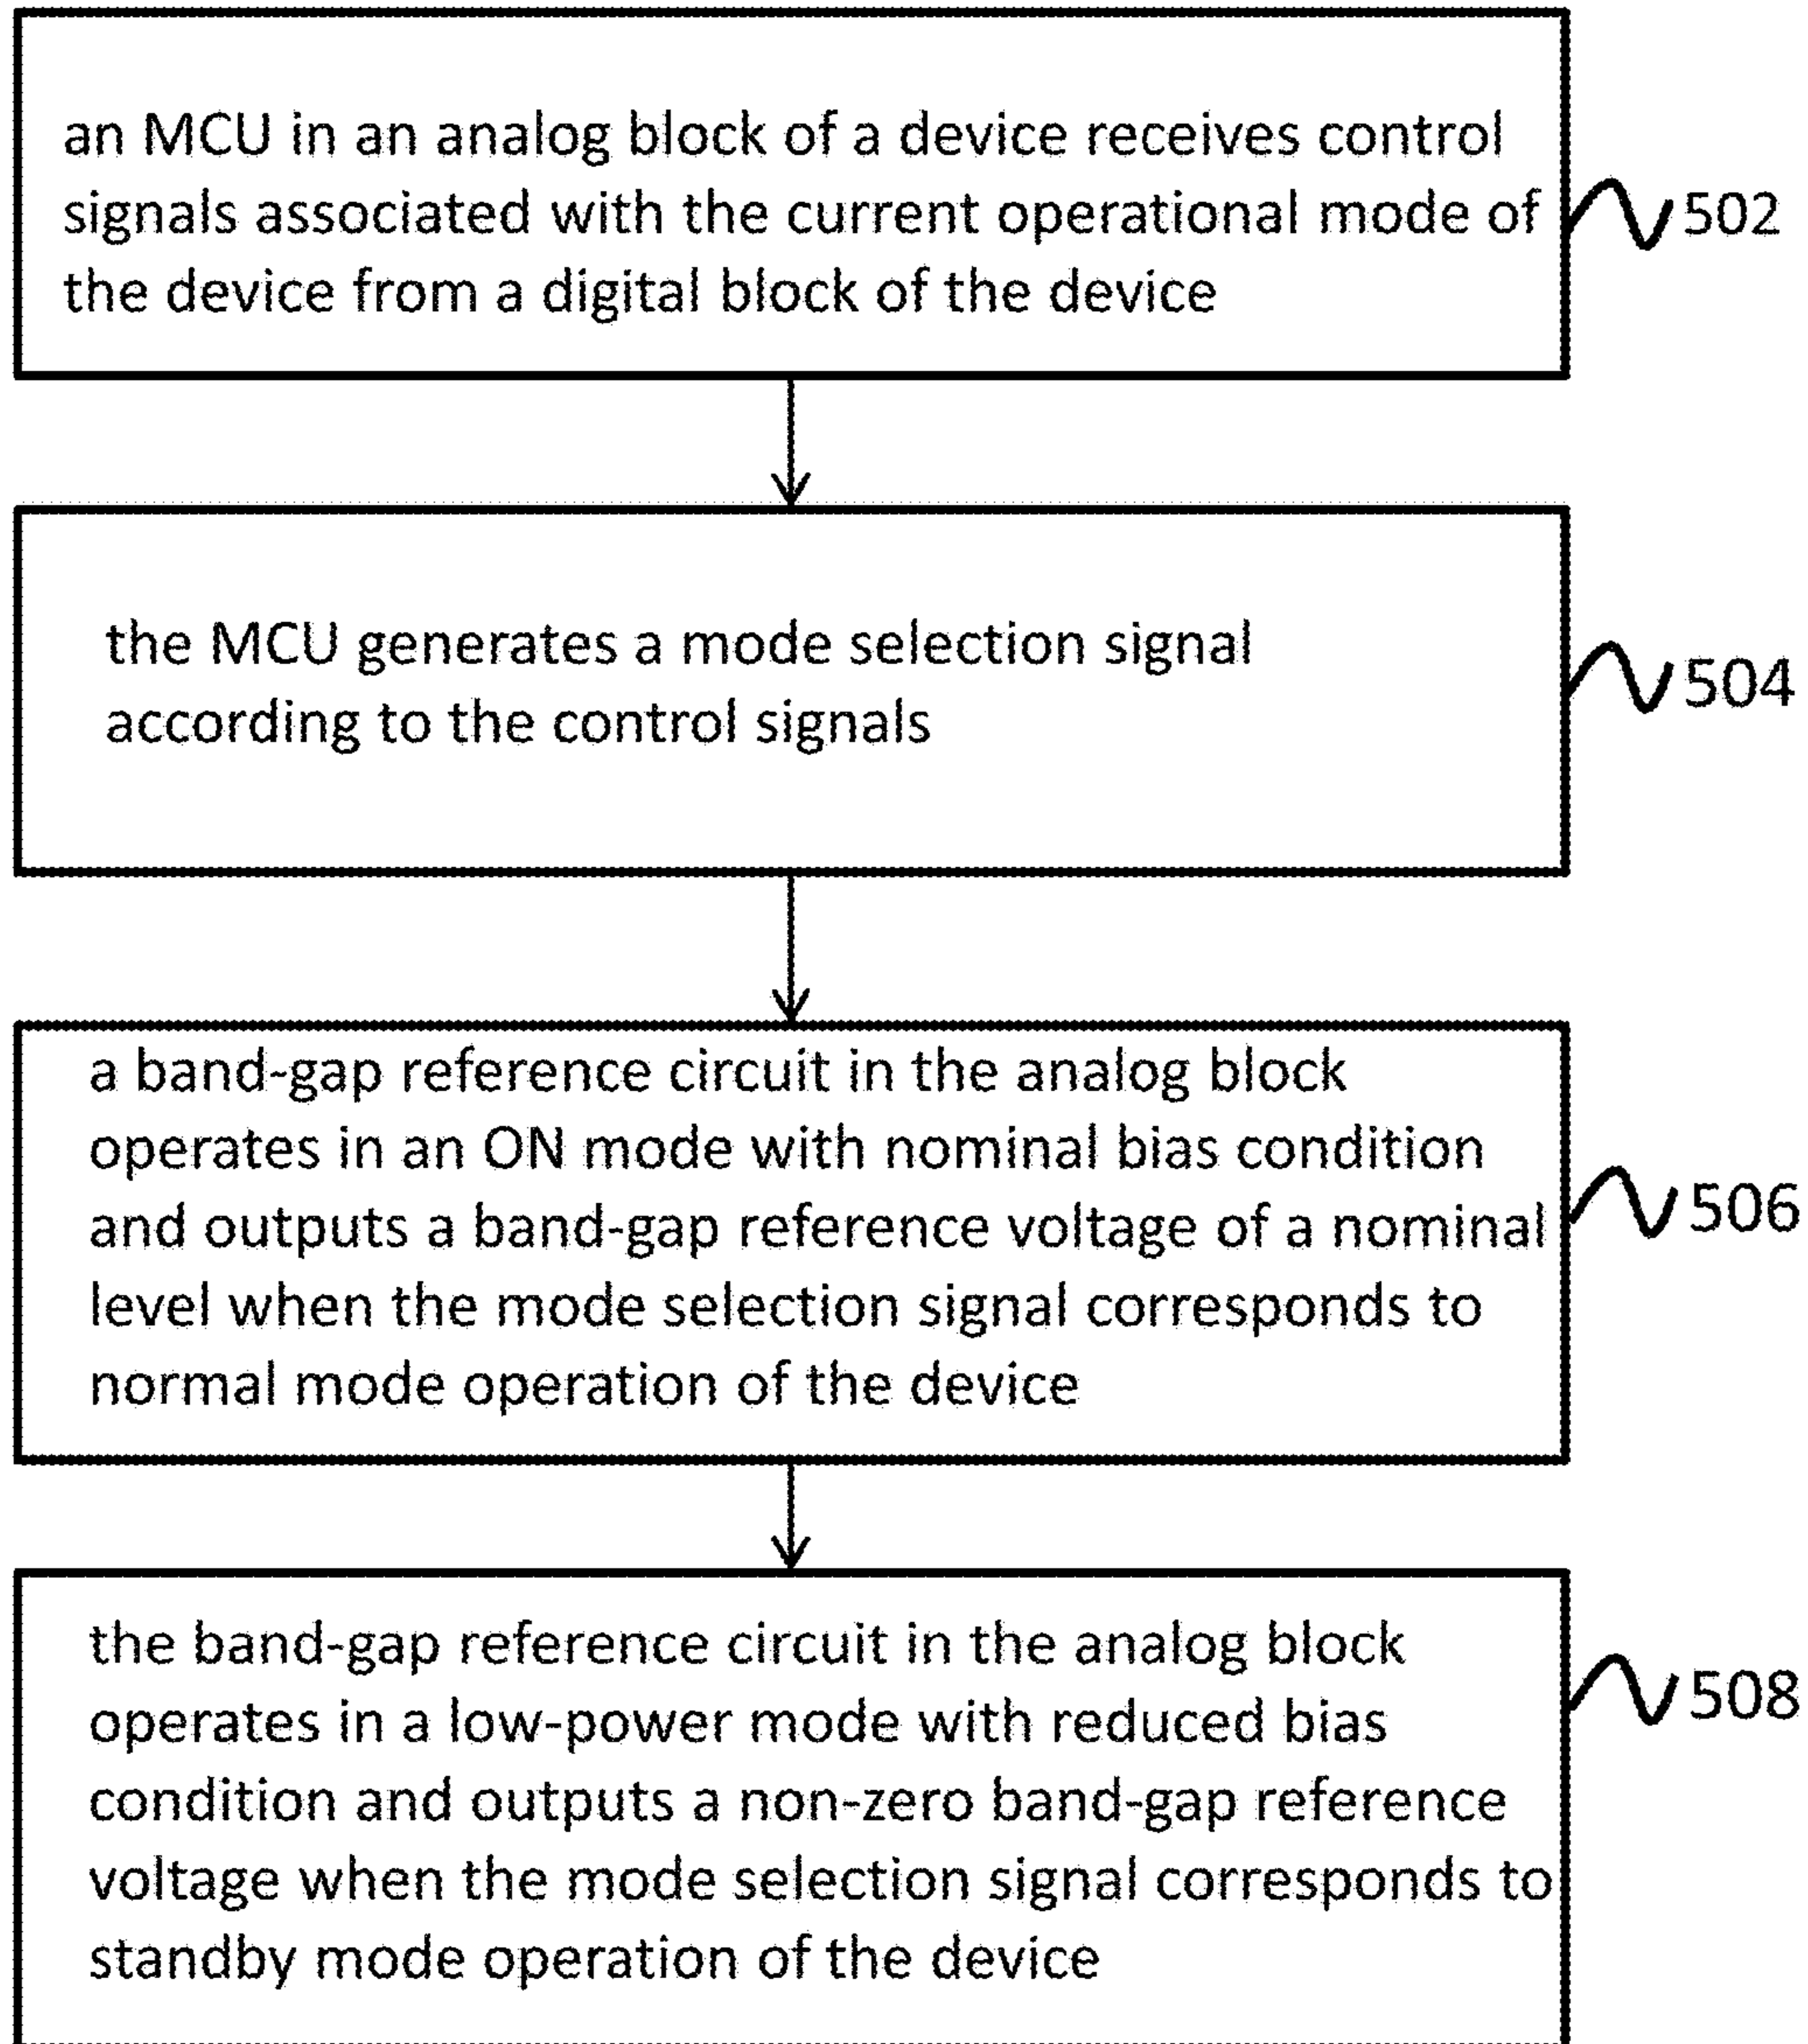 an MCU in an analog block of a device receives control
signals associated with the current operational mode of
the device from a digital block of the device
502
the MCU generates a mode selection signal
according to the control signals
504
a band-gap reference circuit in the analog block
operates in an ON mode with nominal bias condition
and outputs a band-gap reference voltage of a nominal
level when the mode selection signal corresponds to
normal mode operation of the device
506
the band-gap reference circuit in the analog block
operates in a low-power mode with reduced bias
condition and outputs a non-zero band-gap reference
voltage when the mode selection signal corresponds to
standby mode operation of the device
508